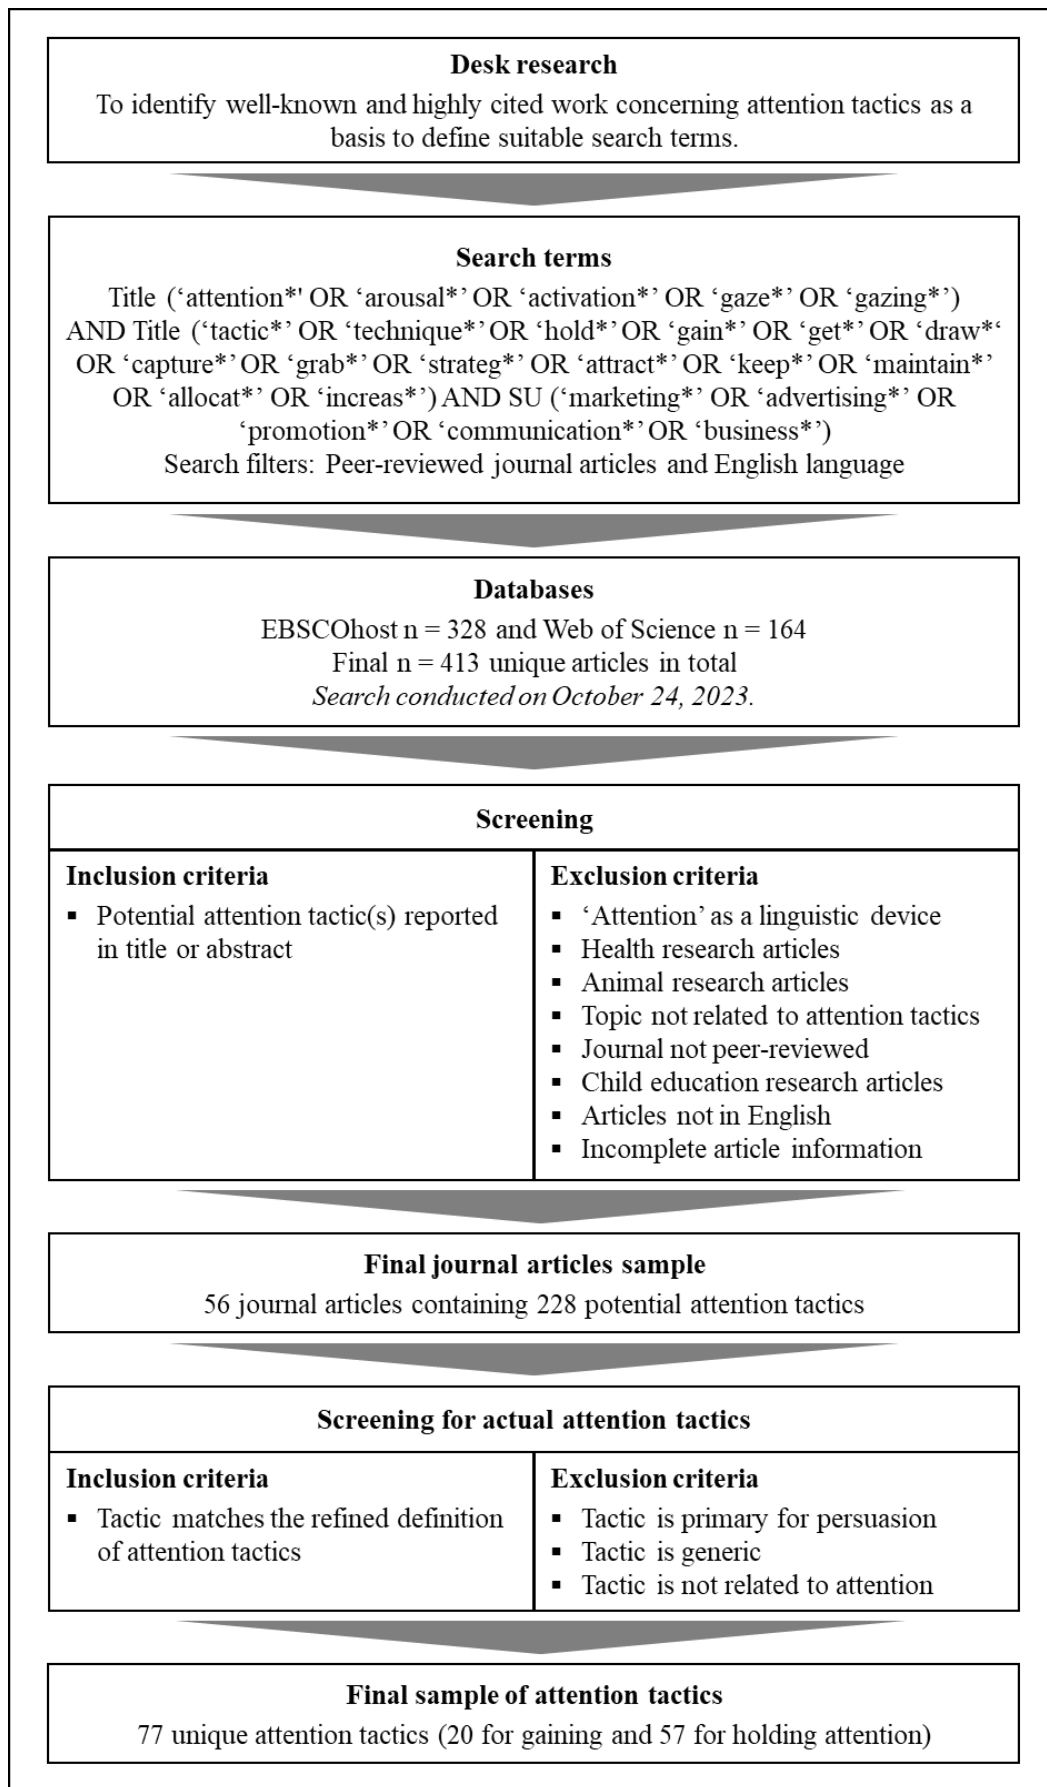 Desk research
To identify well-known and highly cited work concerning attention tactics as a
basis to define suitable search terms.
Search terms
Title (‘attention*' OR ‘arousal*’ OR ‘activation*’ OR ‘gaze*’ OR ‘gazing*’)
AND Title (‘tactic*’ OR ‘technique*’ OR ‘hold*’ OR ‘gain*’ OR ‘get*’ OR ‘draw*‘
OR ‘capture*’ OR ‘grab*’ OR ‘strateg*’ OR ‘attract*’ OR ‘keep*’ OR ‘maintain*’
OR ‘allocat*’ OR ‘increas*’) AND SU (‘marketing*’ OR ‘advertising*’ OR
‘promotion*’ OR ‘communication*’ OR ‘business*’)
Search filters: Peer-reviewed journal articles and English language
Databases
EBSCOhost n = 328 and Web of Science n = 164
Final n = 413 unique articles in total
Search conducted on October 24, 2023.
Screening
Inclusion criteria
▪ Potential attention tactic(s) reported
in title or abstract
Exclusion criteria
▪ ‘Attention’ as a linguistic device
▪ Health research articles
▪ Animal research articles
▪ Topic not related to attention tactics
▪ Journal not peer-reviewed
▪ Child education research articles
▪ Articles not in English
▪ Incomplete article information
Final journal articles sample
56 journal articles containing 228 potential attention tactics
Screening for actual attention tactics
Inclusion criteria
▪ Tactic matches the refined definition
of attention tactics
Exclusion criteria
▪ Tactic is primary for persuasion
▪ Tactic is generic
▪ Tactic is not related to attention
Final sample of attention tactics
77 unique attention tactics (20 for gaining and 57 for holding attention)